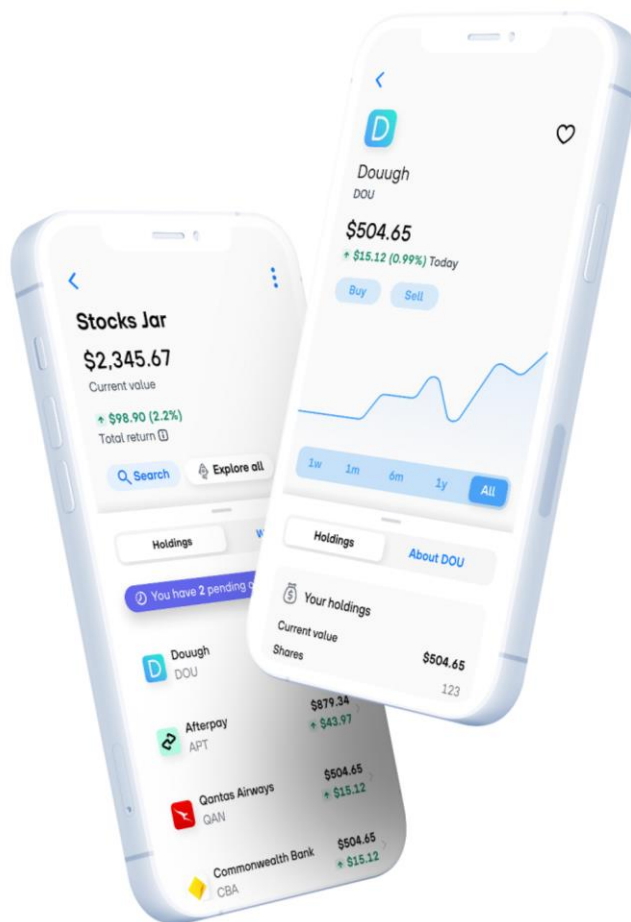 Stocks Jar
$2,345.67
Current value
$98.90 (2.2%)
Total return
Search
Explore all
Holdings
You have 2 pending
Douugh
DOU
Afterpay
APT
$879.34
$43.97
Qantas Airways
QAN
$504.65
$15.12
Commonwealth Bank
CBA
$504.65
$15.12
D
Douugh
DOU
$504.65
$15.12 (0.99%) Today
Buy
Sell
1w 1m 6m 1y All
Holdings
About DOU
Your holdings
Current value
$504.65
Shares
123